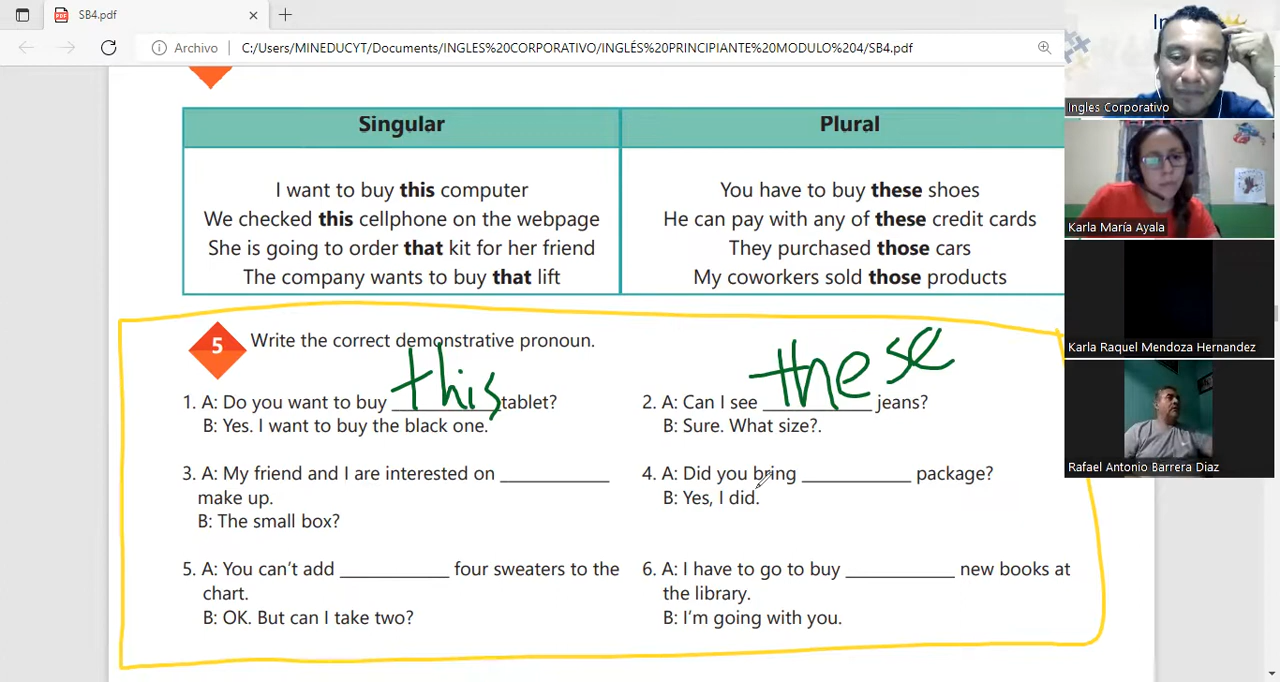 SB4.pdf
Archivo C:/Users/MINEDUCYT/Documents/INGLES%20CORPORATIVO/INGLÉS%20PRINCIPIANTE%20MODULO%204/SB4.pdf
Singular Plural
I want to buy this computer You have to buy these shoes
We checked this cellphone on the webpage He can pay with any of these credit cards
She is going to order that kit for her friend They purchased those cars
The company wants to buy that lift My coworkers sold those products
5 Write the correct demonstrative pronoun.
1. A: Do you want to buy this tablet?
B: Yes. I want to buy the black one.
2. A: Can I see these jeans?
B: Sure. What size?.
3. A: My friend and I are interested on __________
make up.
B: The small box?
4. A: Did you bring __________ package?
B: Yes, I did.
5. A: You can't add __________ four sweaters to the
chart.
B: OK. But can I take two?
6. A: I have to go to buy __________ new books at
the library.
B: I'm going with you.
Ingles Corporativo
Karla María Ayala
Karla Raquel Mendoza Hernandez
Rafael Antonio Barrera Diaz